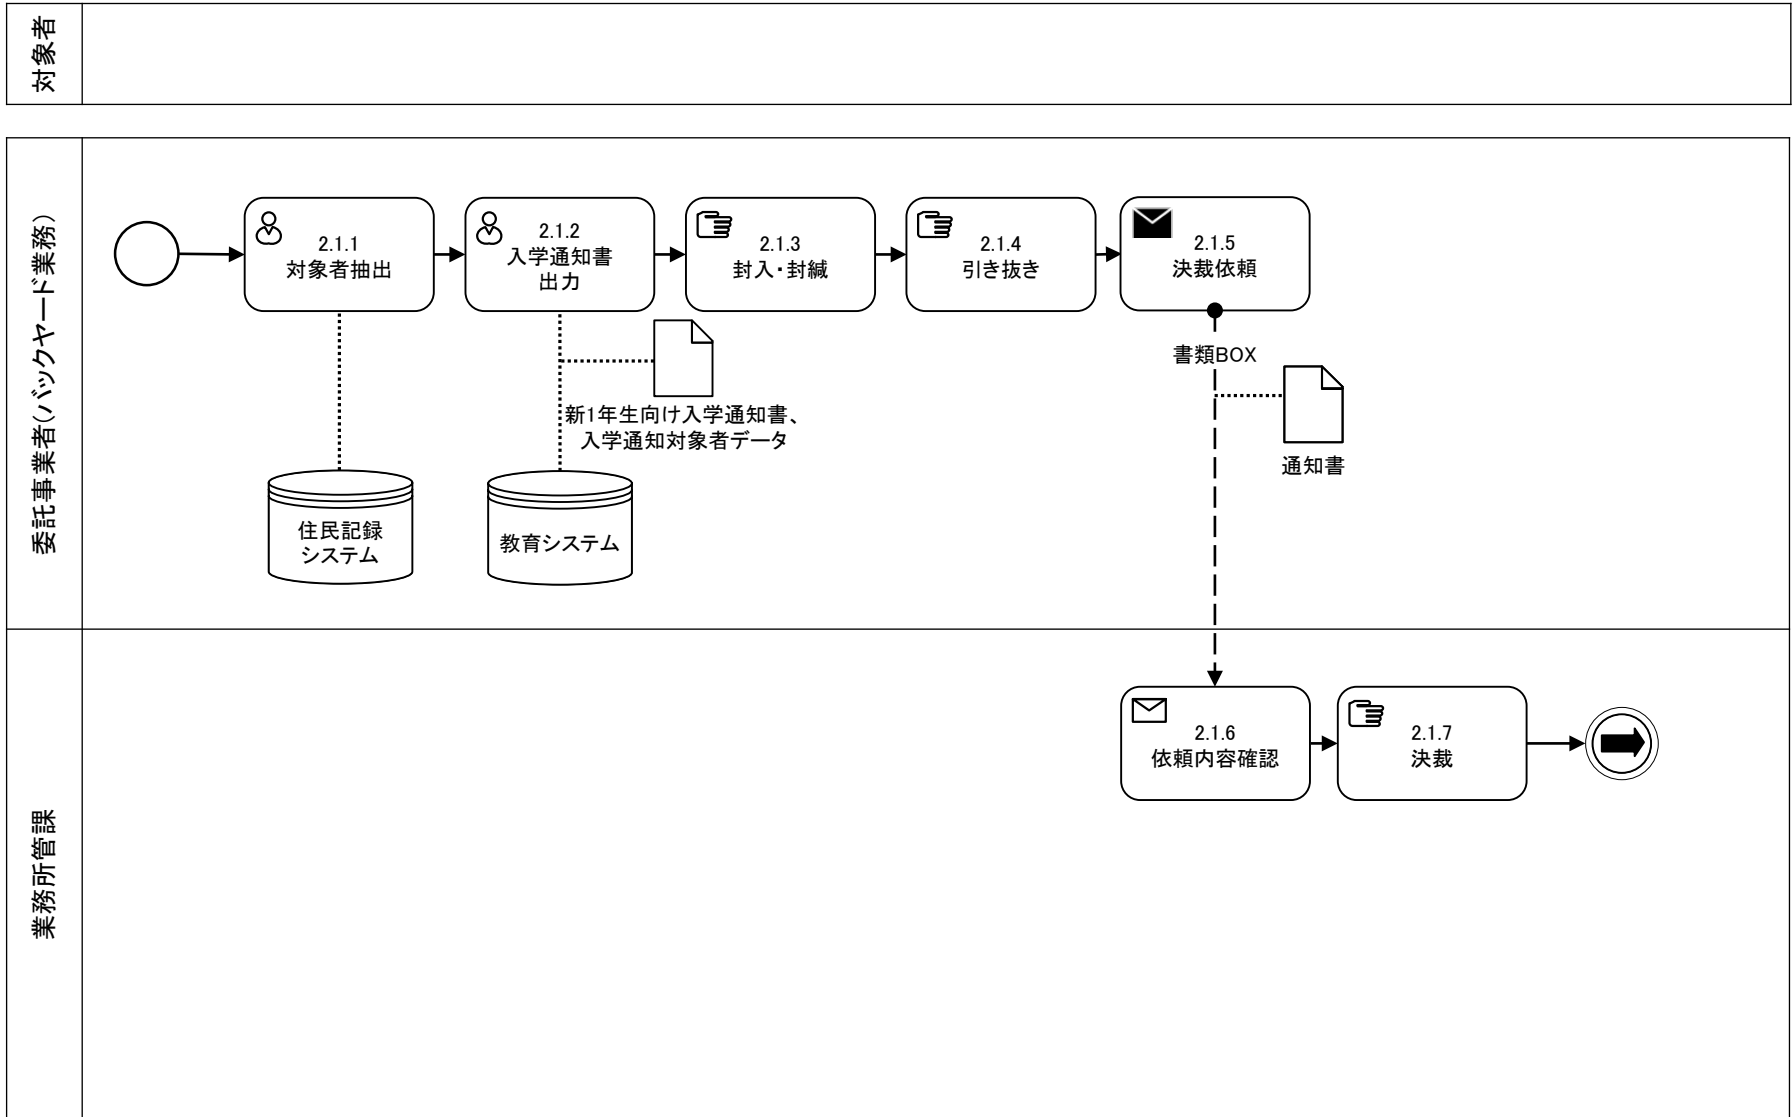 対象者
委託事業者(バックヤード業務)
2.1.1
対象者抽出
2.1.2
入学通知書
出力
2.1.3
封入・封緘
2.1.4
引き抜き
2.1.5
決裁依頼
書類BOX
新1年生向け入学通知書、
入学通知対象者データ
通知書
住民記録
システム
教育システム
業務所管課
2.1.6
依頼内容確認
2.1.7
決裁